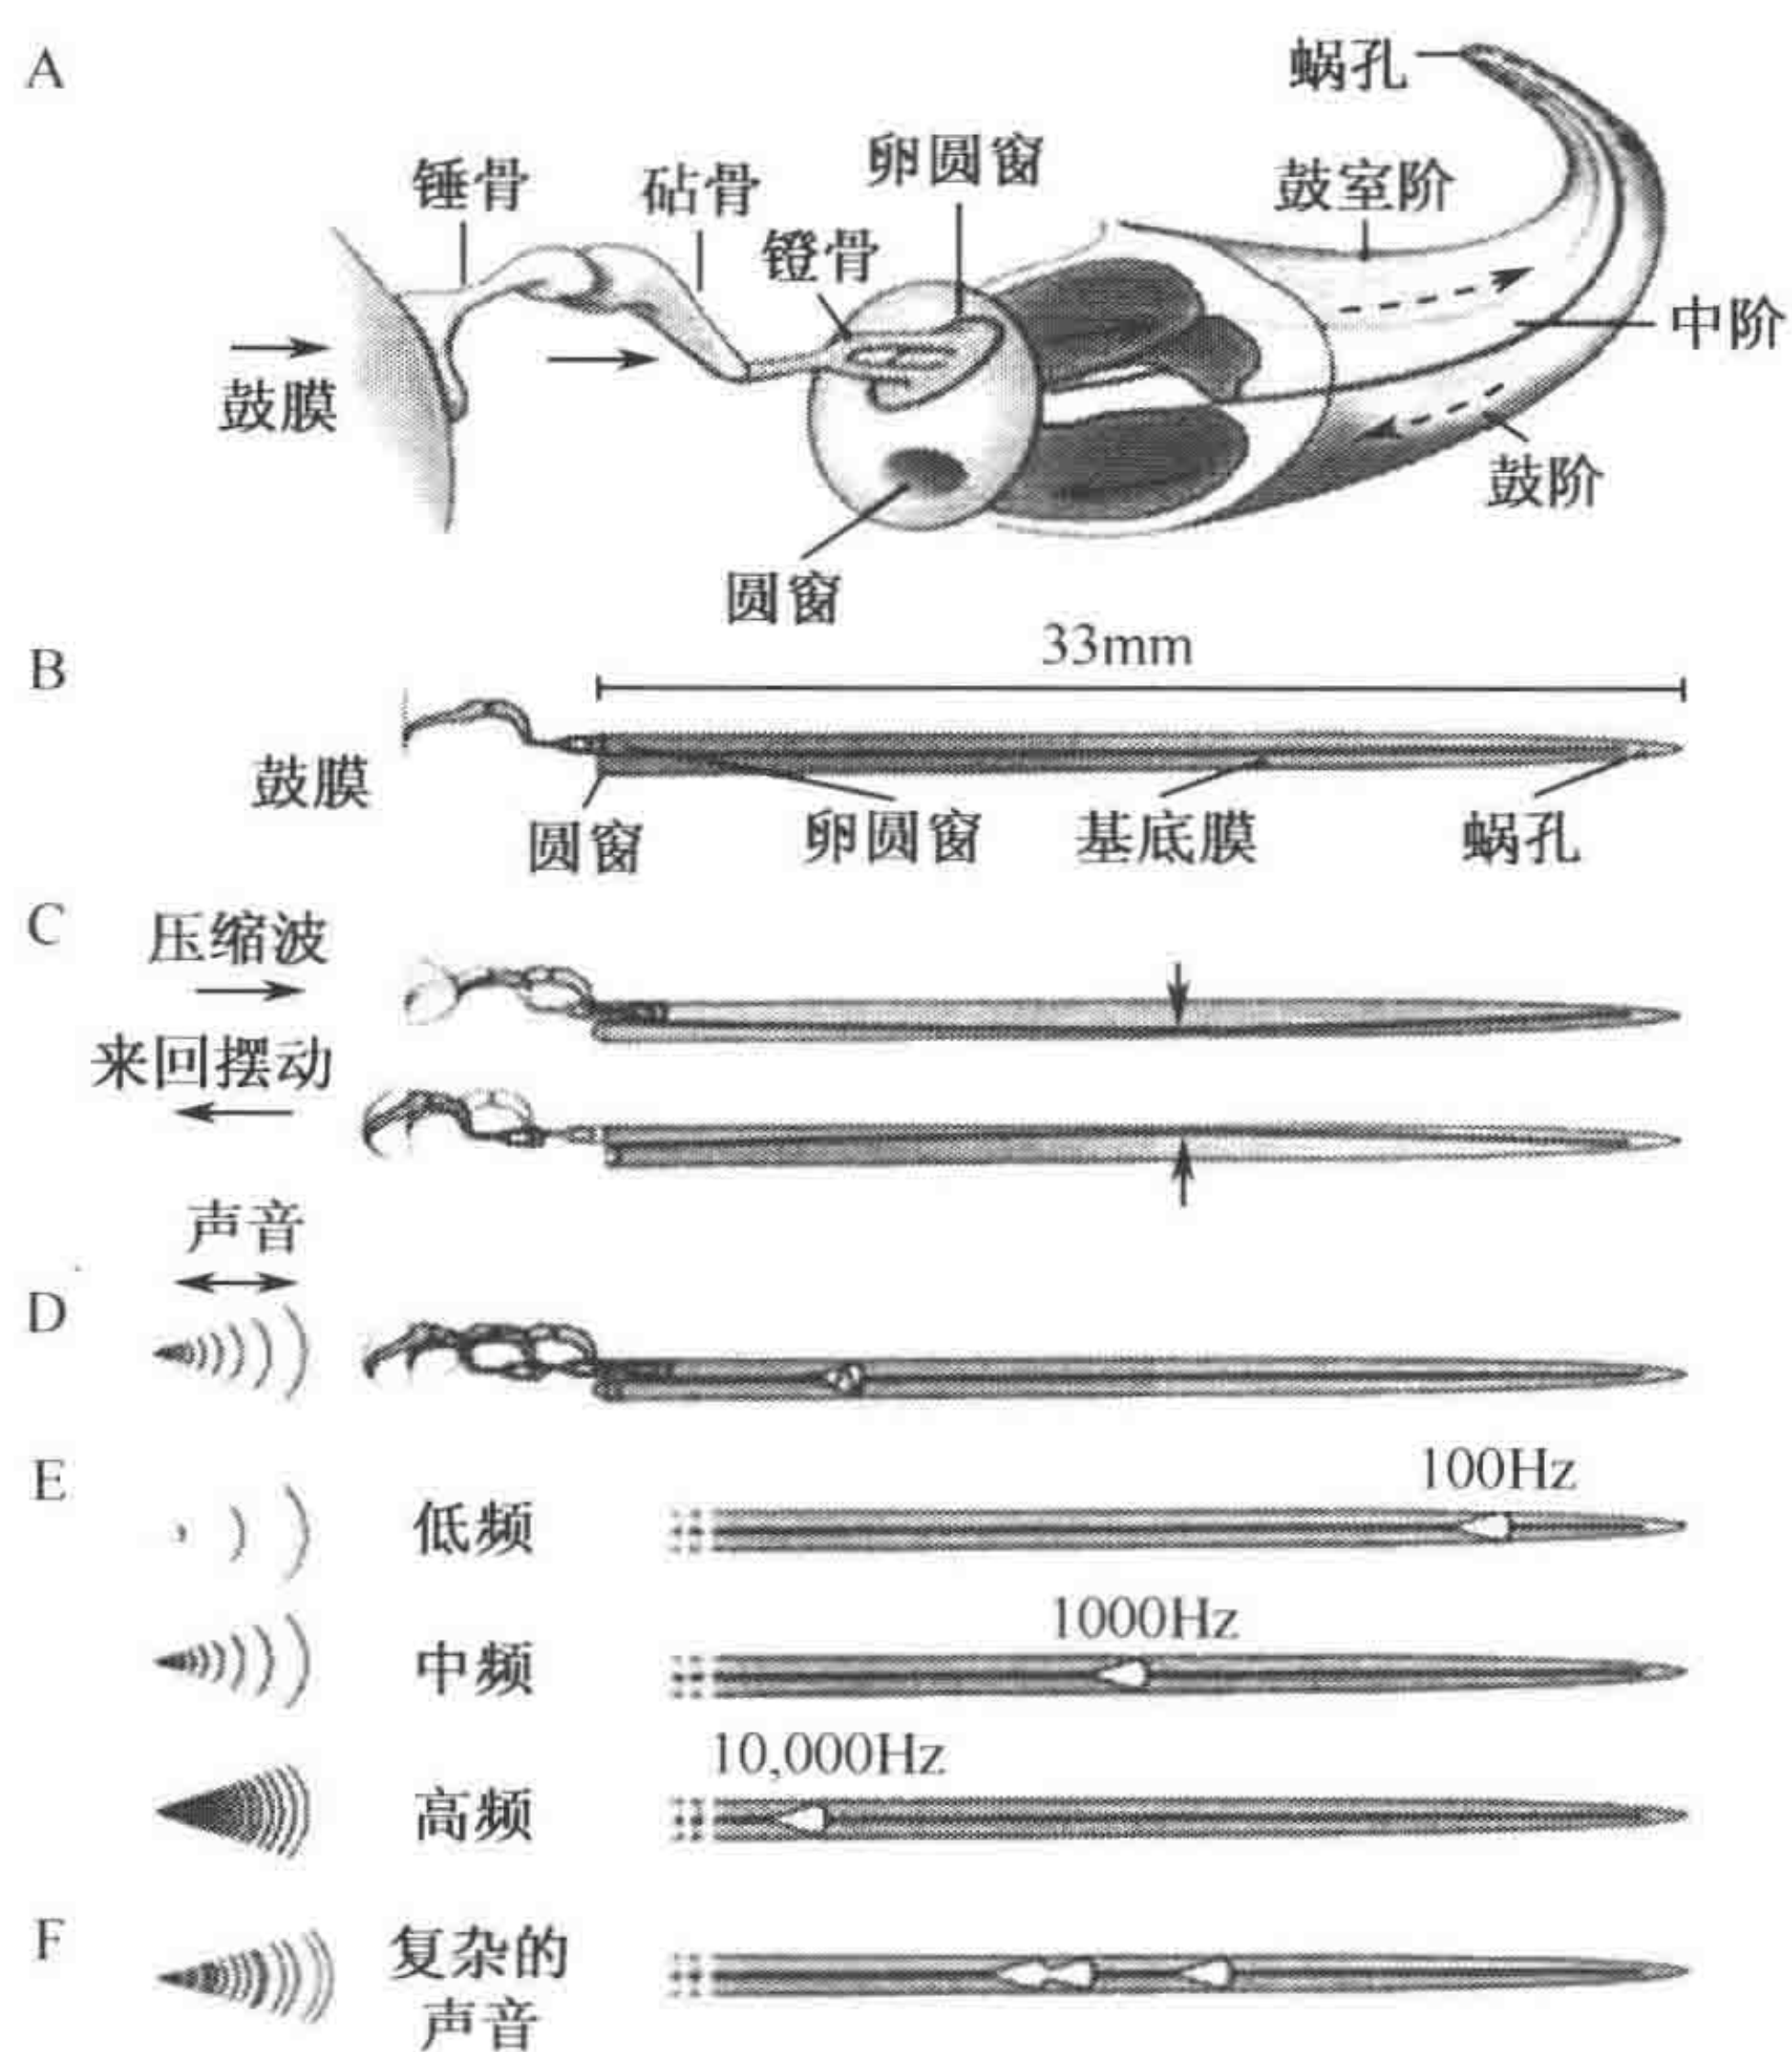 A
蜗孔
卵圆窗
锤骨
砧骨
鼓室阶
镫骨
中阶
鼓膜
鼓阶
圆窗
33mm
B
鼓膜
圆窗
卵圆窗
基底膜
蜗孔
C
压缩波
来回摆动
声音
D
E
100Hz
低频
1000Hz
中频
10,000Hz
高频
F
复杂的
声音